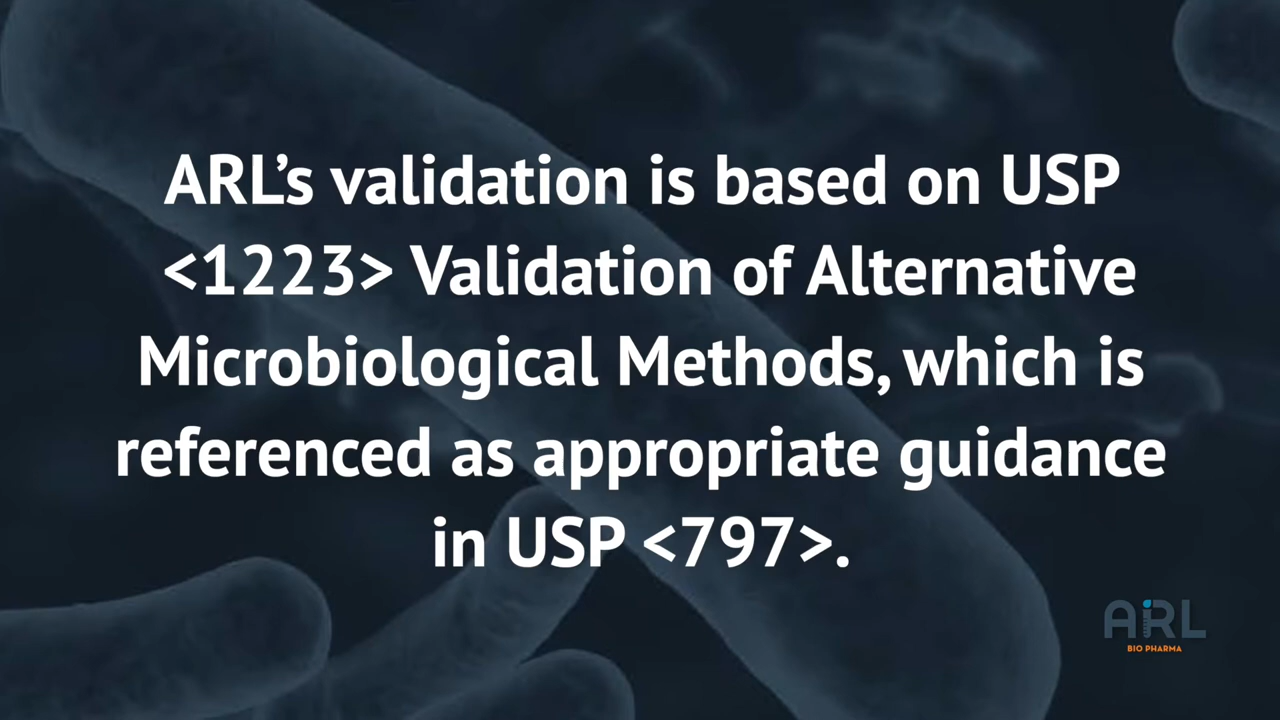 ARL’s validation is based on USP
<1223> Validation of Alternative
Microbiological Methods, which is
referenced as appropriate guidance
in USP <797>.
ARL
BIO PHARMA